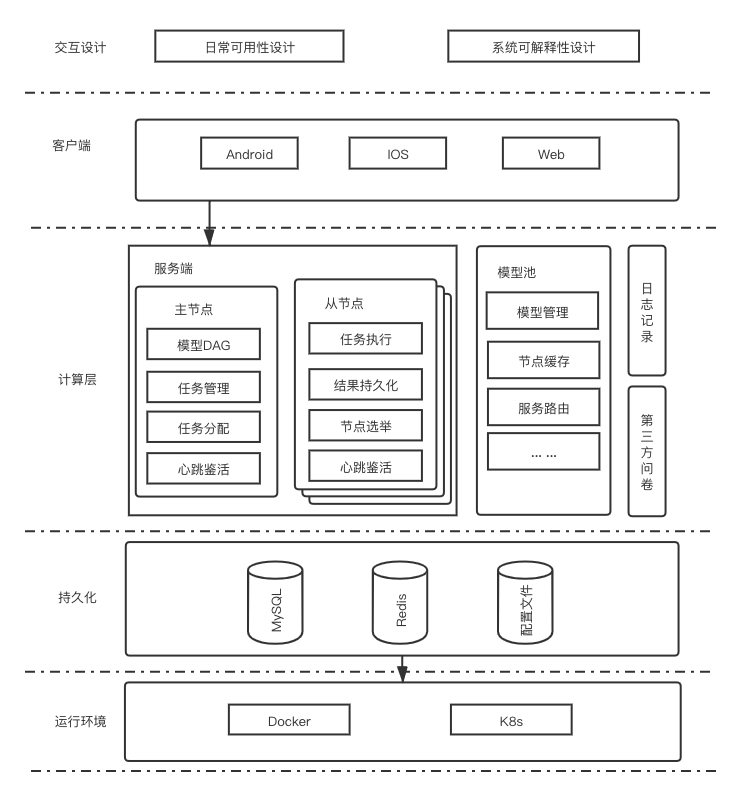 交互设计
日常可用性设计
系统可解释性设计
客户端
Android
IOS
Web
计算层
服务端
主节点
模型DAG
任务管理
任务分配
心跳鉴活
从节点
任务执行
结果持久化
节点选举
心跳鉴活
模型池
模型管理
节点缓存
服务路由
... ...
日志记录
第三方问卷
持久化
MySQL
Redis
配置文件
运行环境
Docker
K8s